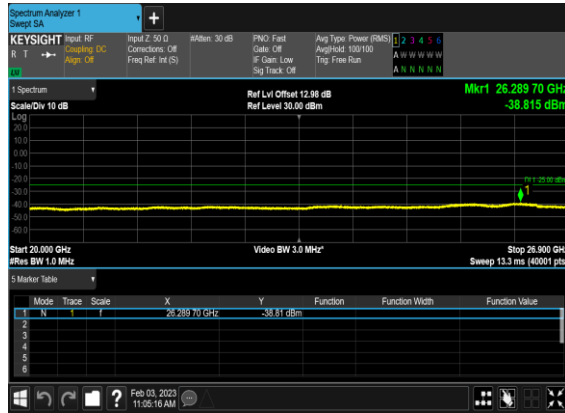 Spectrum Analyzer 1
Swept SA
+
KEYSIGHT Input: RF Input Z: 50 Ω #Atten: 30 dB PNO: Fast Avg Type: Power (RMS) 1 2 3 4 5 6
R T Coupling: DC Corrections: Off Gate: Off Avg|Hold: 100/100 A W W W W W
Align: Off Freq Ref: Int (S) IF Gain: Low Trig: Free Run
Sig Track: Off A N N N N N
1 Spectrum Ref Lvl Offset 12.98 dB Mkr1 26.289 70 GHz
Scale/Div 10 dB Ref Level 30.00 dBm -38.815 dBm
Log
20.0
10.0
0.00
-10.0
-20.0
DL1 -25.00 dBm
-30.0
1
-40.0
-50.0
-60.0
Start 20.000 GHz Video BW 3.0 MHz* Stop 26.900 GHz
#Res BW 1.0 MHz Sweep 13.3 ms (40001 pts)
5 Marker Table
Mode Trace Scale X Y Function Function Width Function Value
1 N 1 f 26.289 70 GHz -38.81 dBm
2
3
4
5
6
? Feb 03, 2023
11:05:16 AM